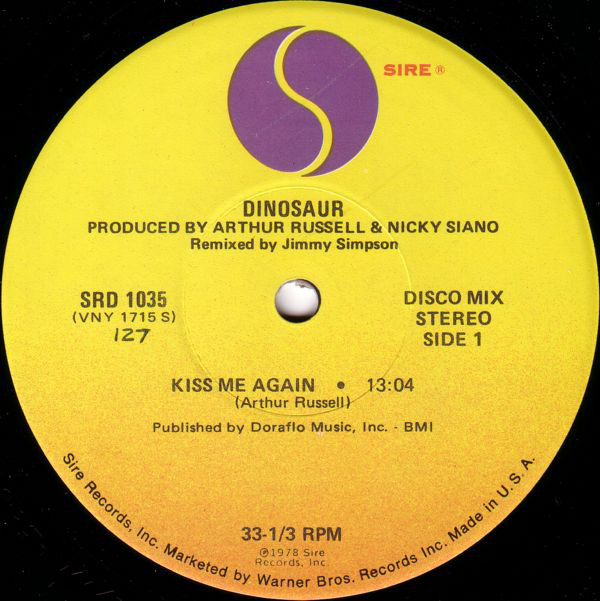 SIRE ®
DINOSAUR
PRODUCED BY ARTHUR RUSSELL & NICKY SIANO
Remixed by Jimmy Simpson
SRD 1035
(VNY 1715 S)
127
DISCO MIX
STEREO
SIDE 1
KISS ME AGAIN • 13:04
(Arthur Russell)
Published by Doraflo Music, Inc. - BMI
33-1/3 RPM
℗1978 Sire
Records, Inc.
Sire Records, Inc. Marketed by Warner Bros. Records Inc. Made in U.S.A.